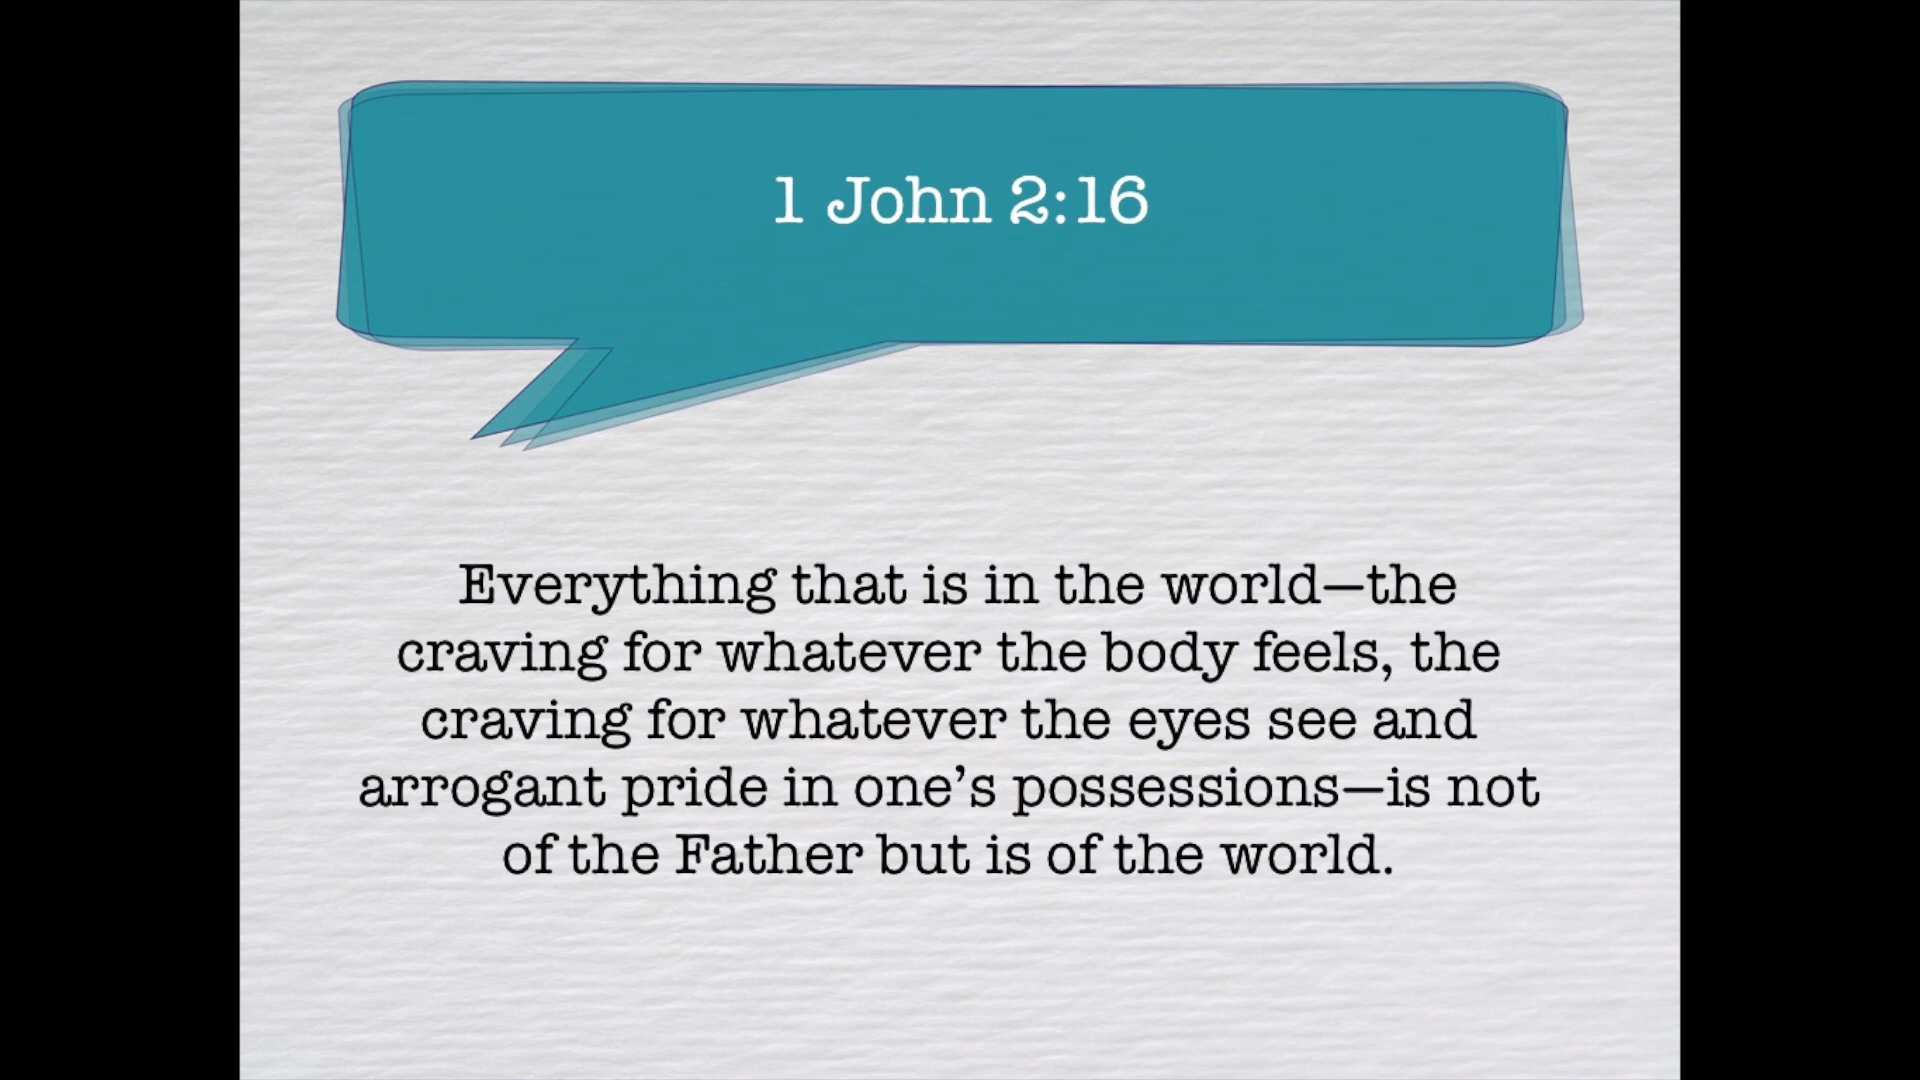 1 John 2:16
Everything that is in the world—the
craving for whatever the body feels, the
craving for whatever the eyes see and
arrogant pride in one’s possessions—is not
of the Father but is of the world.